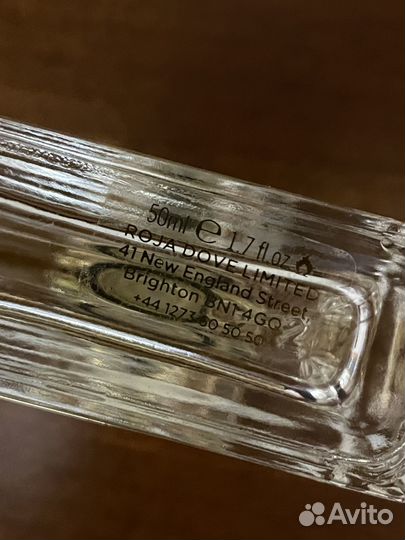 50ml ℮ 1.7 fl.oz
ROJA DOVE LIMITED
41 New England Street
Brighton BN1 4GQ
+44 1273 60 50 50
Avito